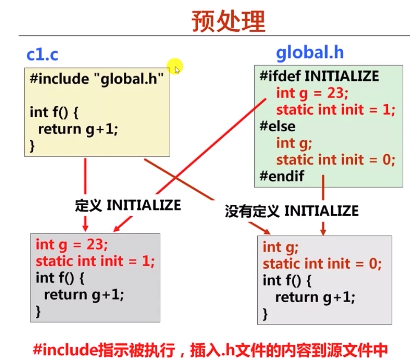 预处理
c1.c
#include "global.h"
int f() {
return g+1;
}
global.h
#ifdef INITIALIZE
int g = 23;
static int init = 1;
#else
int g;
static int init = 0;
#endif
定义 INITIALIZE
没有定义 INITIALIZE
int g = 23;
static int init = 1;
int f() {
return g+1;
}
int g;
static int init = 0;
int f() {
return g+1;
}
#include指示被执行，插入.h文件的内容到源文件中